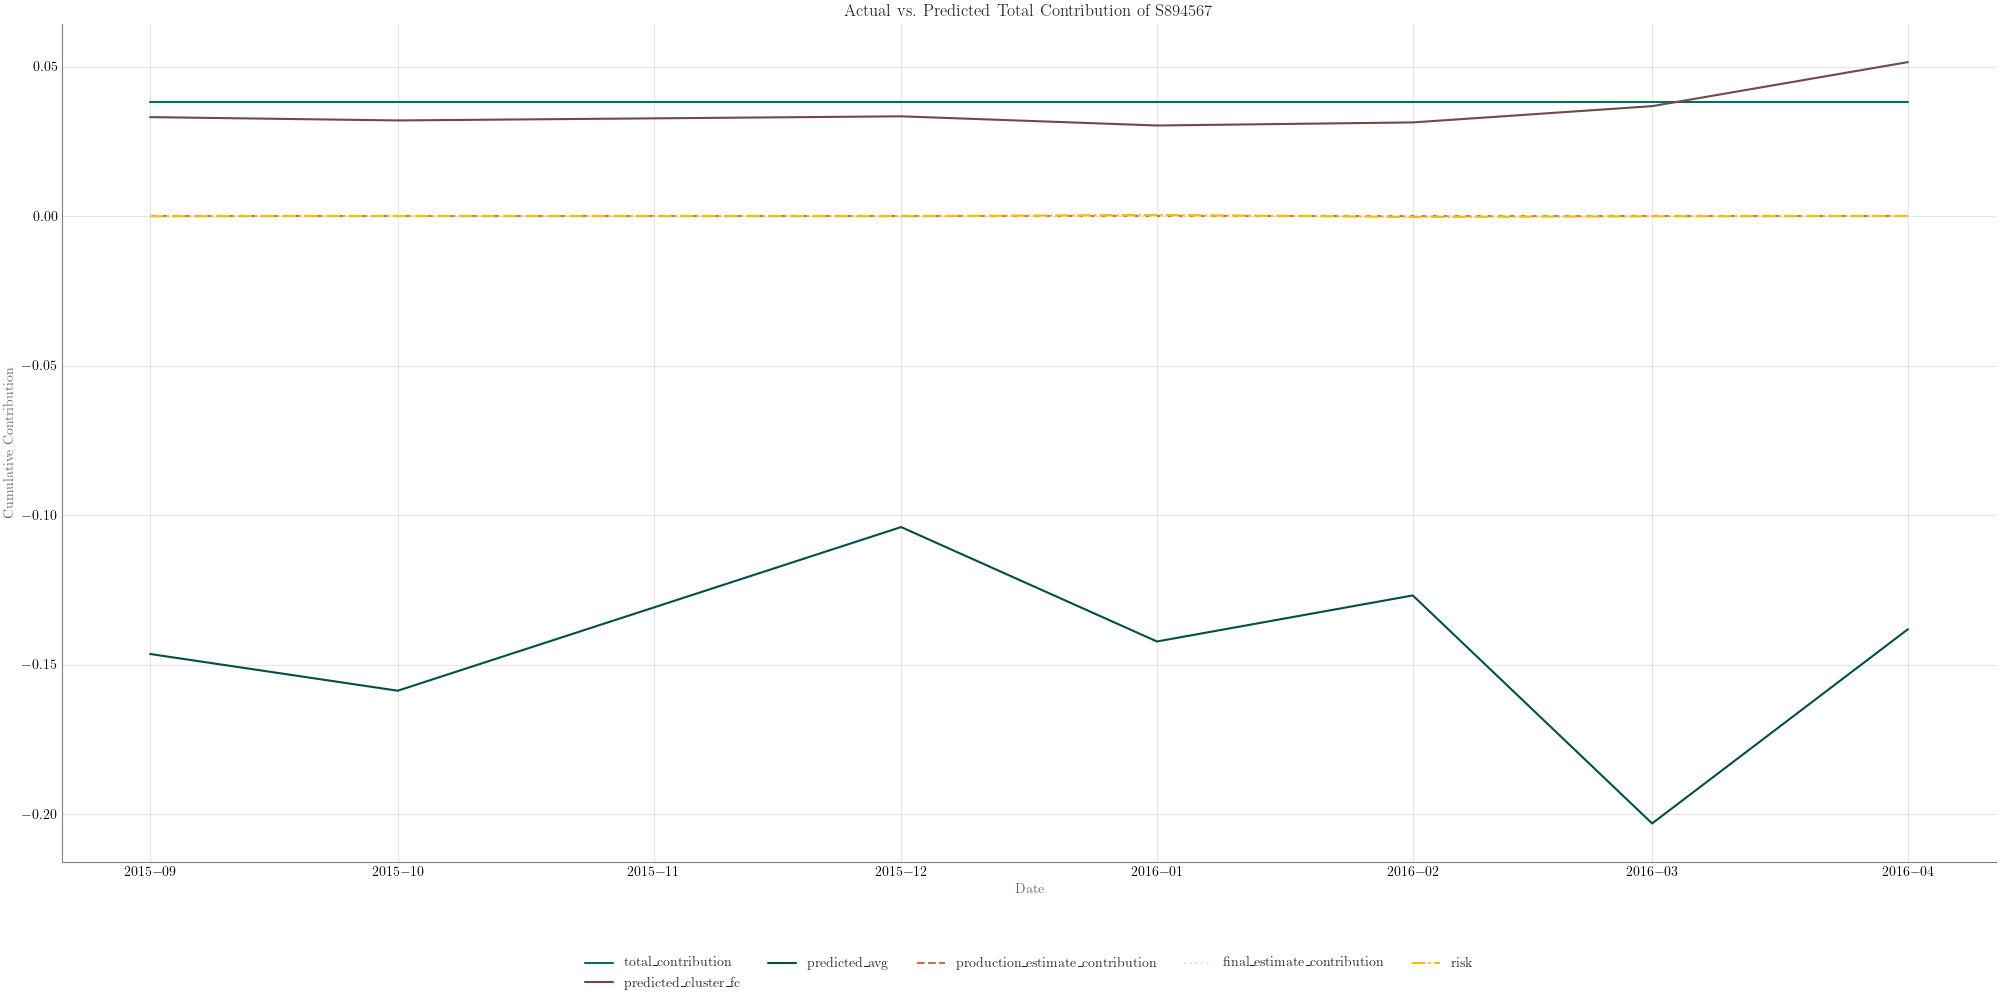 Actual vs. Predicted Total Contribution of S894567
Cumulative Contribution
0.05
0.00
−0.05
−0.10
−0.15
−0.20
2015−09 2015−10 2015−11 2015−12 2016−01 2016−02 2016−03 2016−04
Date
total_contribution predicted_avg production_estimate_contribution final_estimate_contribution risk
predicted_cluster_fc